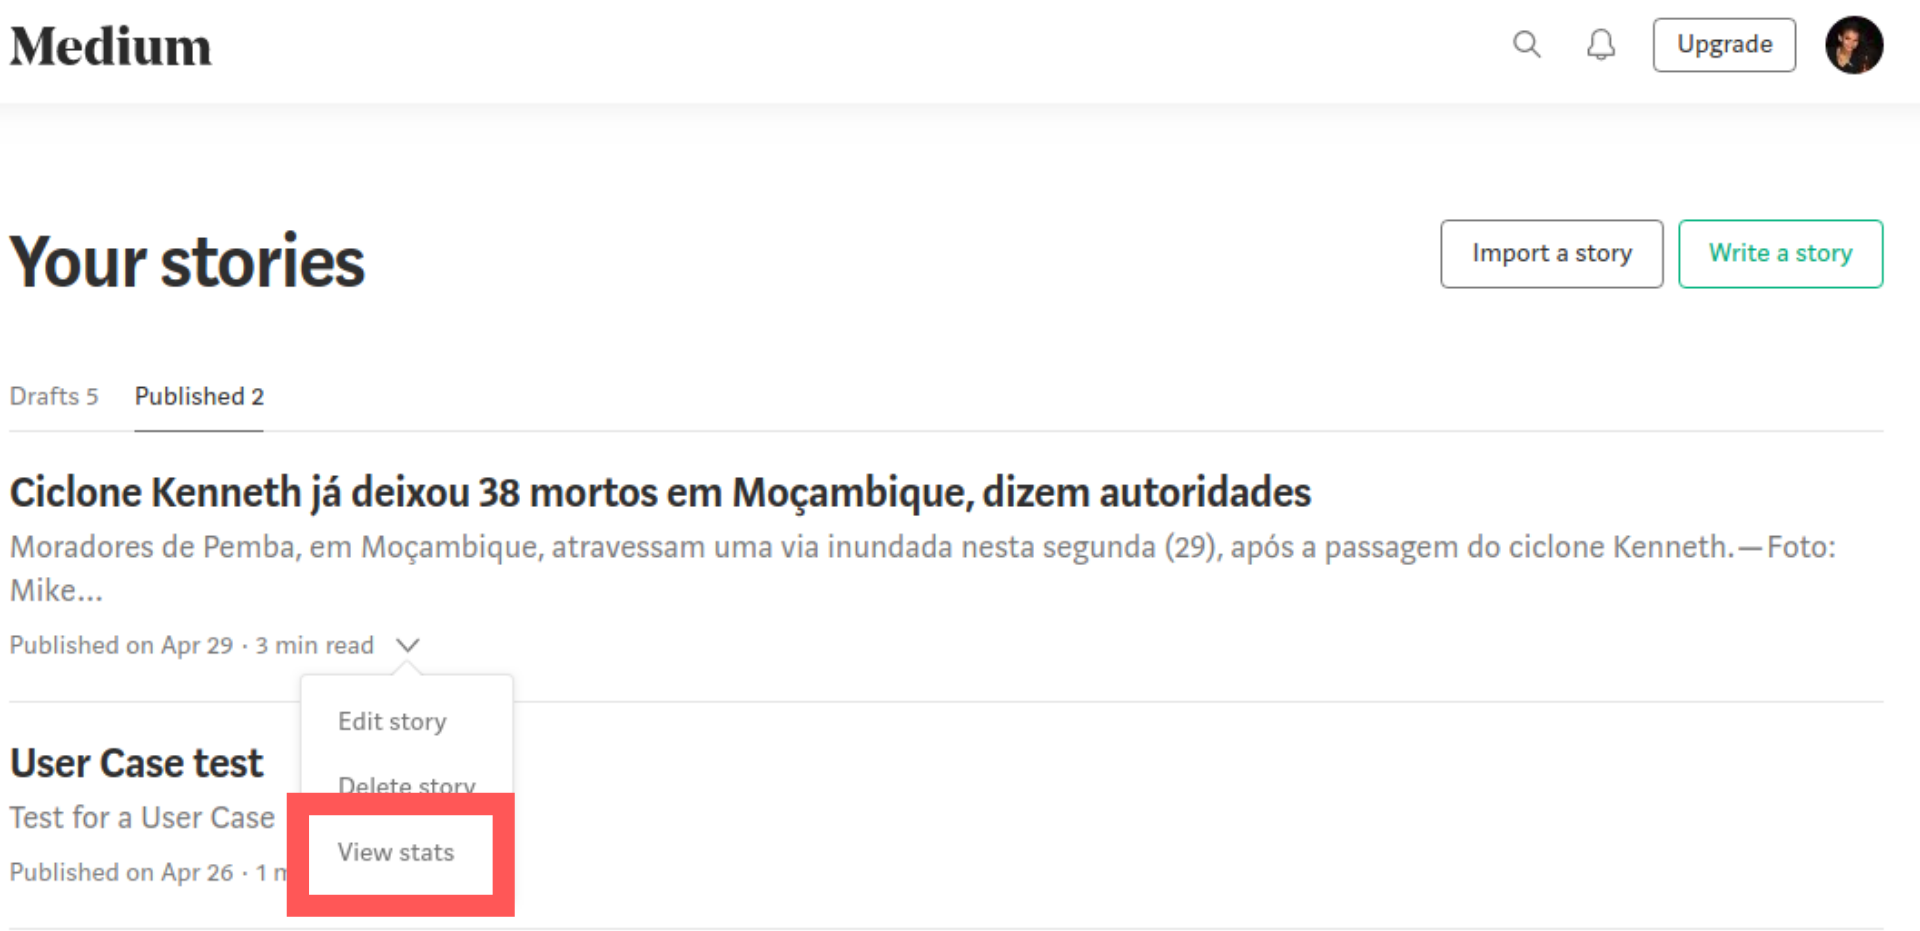 Medium
Upgrade
Your stories
Import a story
Write a story
Drafts 5
Published 2
Ciclone Kenneth já deixou 38 mortos em Moçambique, dizem autoridades
Moradores de Pemba, em Moçambique, atravessam uma via inundada nesta segunda (29), após a passagem do ciclone Kenneth. — Foto:
Mike...
Published on Apr 29 · 3 min read
Edit story
Delete story
View stats
User Case test
Test for a User Case
Published on Apr 26 · 1